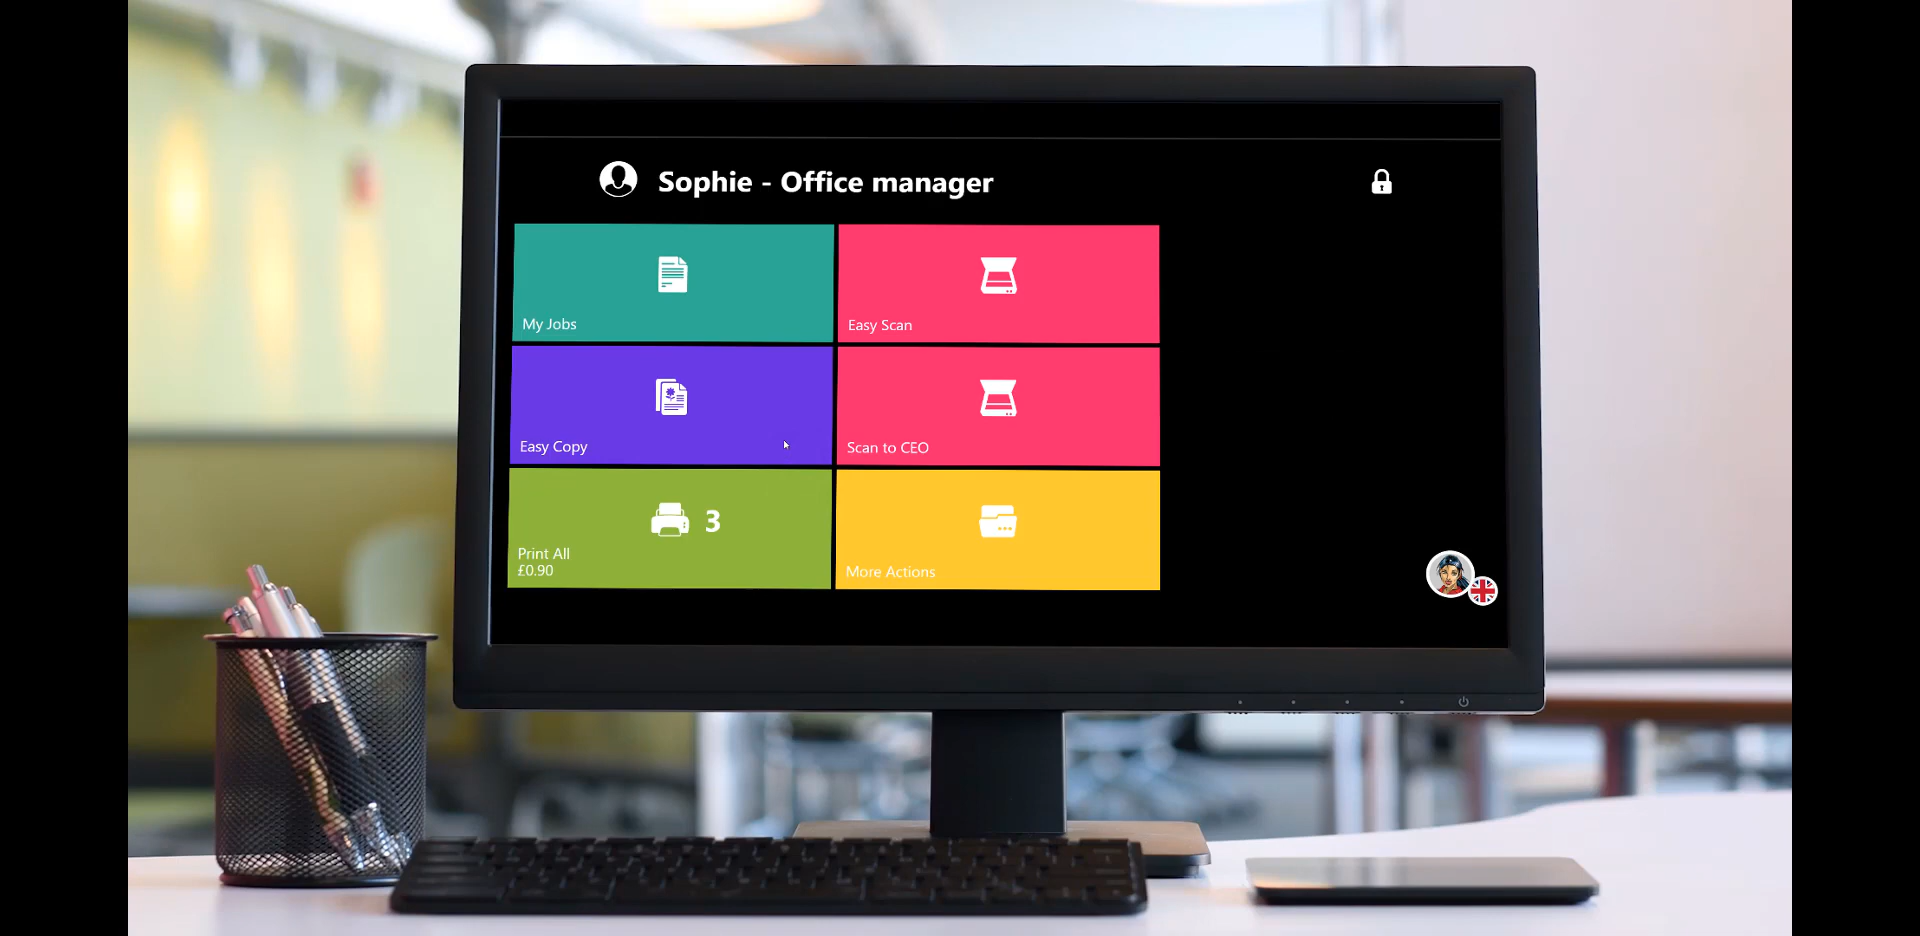 Sophie - Office manager
My Jobs
Easy Scan
Easy Copy
Scan to CEO
3
Print All
£0.90
More Actions